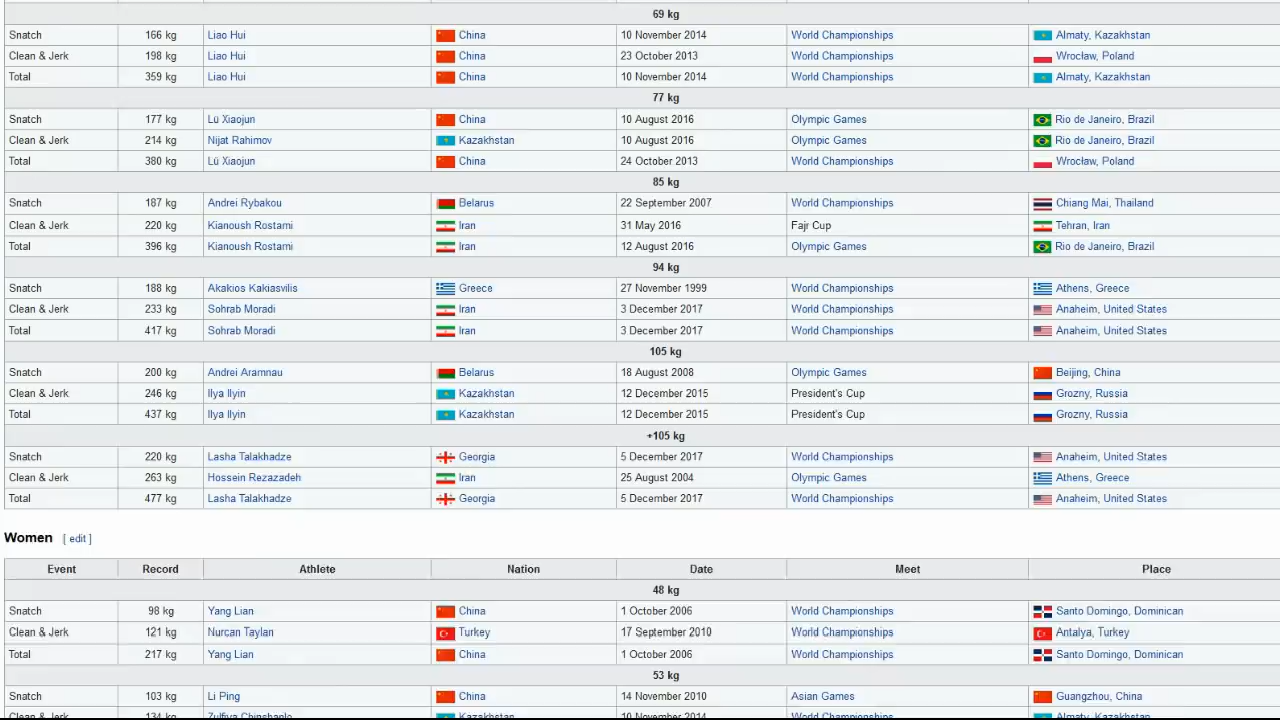 69 kg
Snatch 166 kg Liao Hui China 10 November 2014 World Championships Almaty, Kazakhstan
Clean & Jerk 198 kg Liao Hui China 23 October 2013 World Championships Wrocław, Poland
Total 359 kg Liao Hui China 10 November 2014 World Championships Almaty, Kazakhstan
77 kg
Snatch 177 kg Lü Xiaojun China 10 August 2016 Olympic Games Rio de Janeiro, Brazil
Clean & Jerk 214 kg Nijat Rahimov Kazakhstan 10 August 2016 Olympic Games Rio de Janeiro, Brazil
Total 380 kg Lü Xiaojun China 24 October 2013 World Championships Wrocław, Poland
85 kg
Snatch 187 kg Andrei Rybakou Belarus 22 September 2007 World Championships Chiang Mai, Thailand
Clean & Jerk 220 kg Kianoush Rostami Iran 31 May 2016 Fajr Cup Tehran, Iran
Total 396 kg Kianoush Rostami Iran 12 August 2016 Olympic Games Rio de Janeiro, Brazil
94 kg
Snatch 188 kg Akakios Kakiasvilis Greece 27 November 1999 World Championships Athens, Greece
Clean & Jerk 233 kg Sohrab Moradi Iran 3 December 2017 World Championships Anaheim, United States
Total 417 kg Sohrab Moradi Iran 3 December 2017 World Championships Anaheim, United States
105 kg
Snatch 200 kg Andrei Aramnau Belarus 18 August 2008 Olympic Games Beijing, China
Clean & Jerk 246 kg Ilya Ilyin Kazakhstan 12 December 2015 President's Cup Grozny, Russia
Total 437 kg Ilya Ilyin Kazakhstan 12 December 2015 President's Cup Grozny, Russia
+105 kg
Snatch 220 kg Lasha Talakhadze Georgia 5 December 2017 World Championships Anaheim, United States
Clean & Jerk 263 kg Hossein Rezazadeh Iran 25 August 2004 Olympic Games Athens, Greece
Total 477 kg Lasha Talakhadze Georgia 5 December 2017 World Championships Anaheim, United States
Women [ edit ]
Event Record Athlete Nation Date Meet Place
48 kg
Snatch 98 kg Yang Lian China 1 October 2006 World Championships Santo Domingo, Dominican
Clean & Jerk 121 kg Nurcan Taylan Turkey 17 September 2010 World Championships Antalya, Turkey
Total 217 kg Yang Lian China 1 October 2006 World Championships Santo Domingo, Dominican
53 kg
Snatch 103 kg Li Ping China 14 November 2010 Asian Games Guangzhou, China
Clean & Jerk 134 kg Zulfiya Chinshanlo Kazakhstan 10 November 2014 World Championships Almaty, Kazakhstan